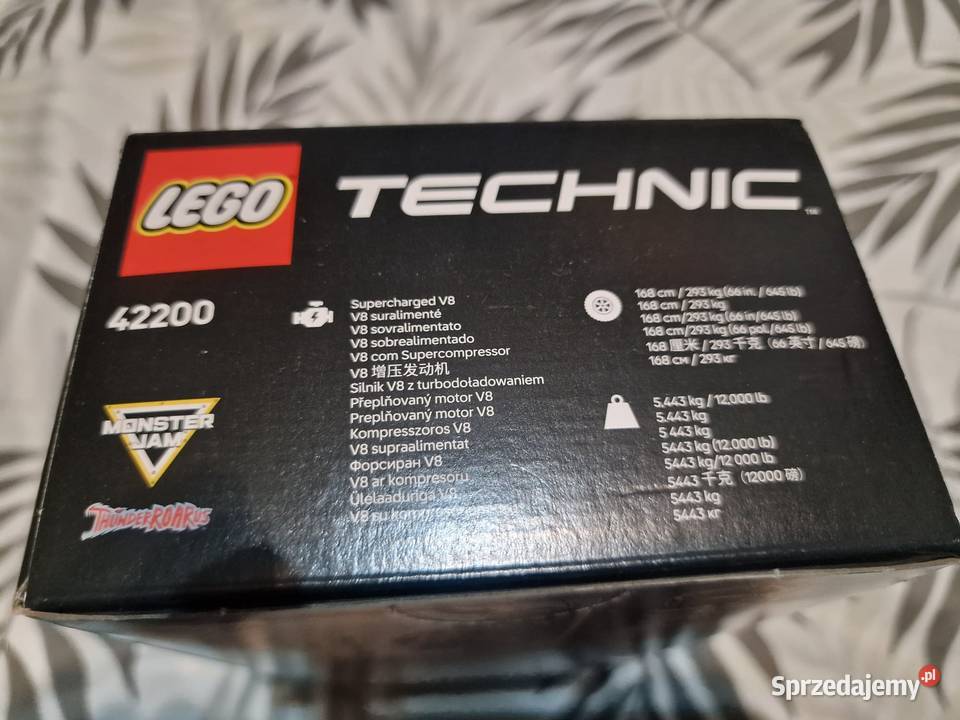 LEGO
TECHNIC™
42200
Supercharged V8
V8 suralimenté
V8 sovralimentato
V8 sobrealimentado
V8 com Supercompressor
V8 增压发动机
Silnik V8 z turbodoładowaniem
Přeplňovaný motor V8
Preplňovaný motor V8
Kompresszoros V8
V8 supraalimentat
Форсиран V8
V8 ar kompresoru
Ülelaaduriga V8
V8 su
168 cm / 293 kg (66 in. / 645 lb)
168 cm / 293 kg
168 cm/293 kg (66 in/645 lb)
168 cm/293 kg (66 pol./645 lb)
168 厘米 / 293 千克 (66 英寸 / 645 磅)
168 см / 293 кг
5,443 kg / 12,000 lb
5.443 kg
5 443 kg
5443 kg (12.000 lb)
5443 kg/12 000 lb
5443 千克 (12000 磅)
5443 kg
5443 кг
MONSTER
JAM
THUNDERROARUS
Sprzedajemy.pl